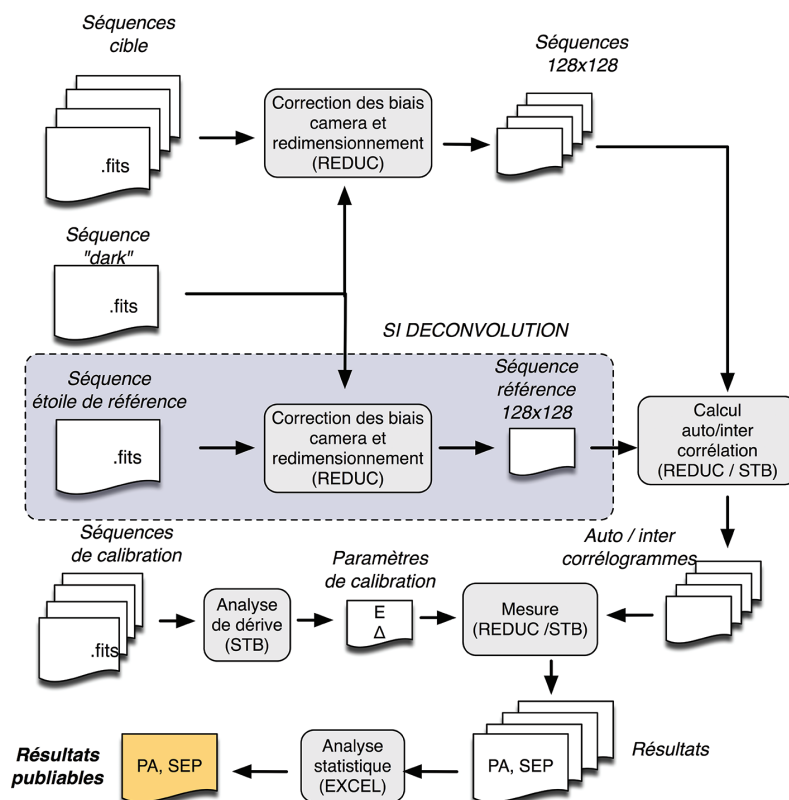 Séquences
cible
.fits
Correction des biais
camera et
redimensionnement
(REDUC)
Séquences
128x128
Séquence
"dark"
.fits
SI DECONVOLUTION
Séquence
étoile de référence
.fits
Correction des biais
camera et
redimensionnement
(REDUC)
Séquence
référence
128x128
Calcul
auto/inter
corrélation
(REDUC / STB)
Séquences
de calibration
.fits
Analyse
de dérive
(STB)
Paramètres
de calibration
E
Δ
Mesure
(REDUC /STB)
Auto / inter
corrélogrammes
Résultats
publiables
PA, SEP
Analyse
statistique
(EXCEL)
PA, SEP
Résultats